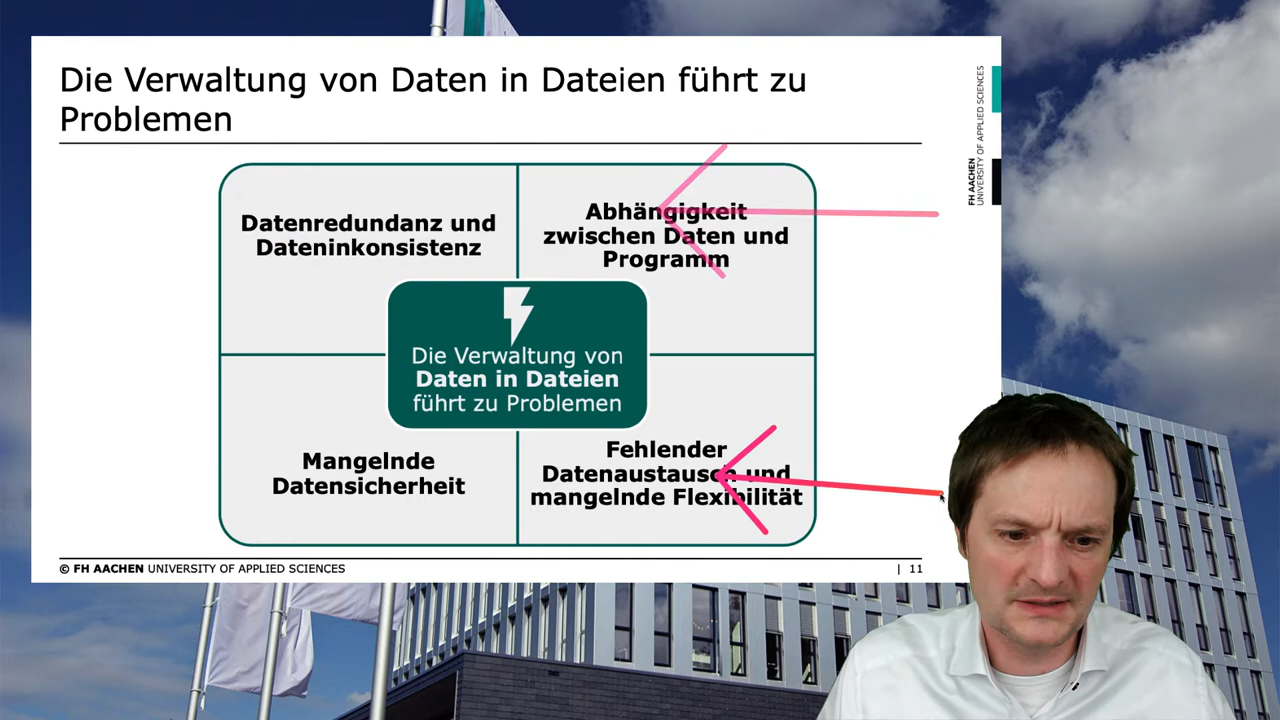 Die Verwaltung von Daten in Dateien führt zu
Problemen
FH AACHEN
UNIVERSITY OF APPLIED SCIENCES
Datenredundanz und
Dateninkonsistenz
Abhängigkeit
zwischen Daten und
Programm
Die Verwaltung von
Daten in Dateien
führt zu Problemen
Mangelnde
Datensicherheit
Fehlender
Datenaustausch und
mangelnde Flexibilität
© FH AACHEN UNIVERSITY OF APPLIED SCIENCES
| 11